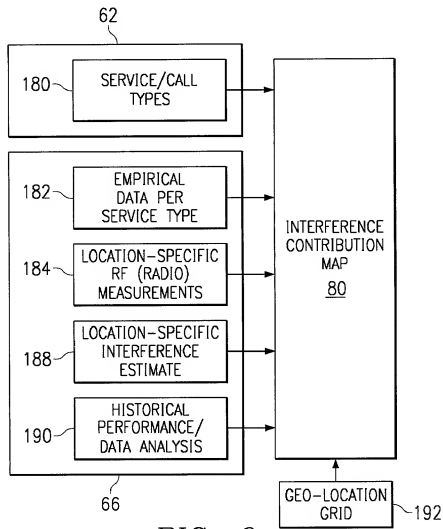 62
180
SERVICE/CALL
TYPES
182
EMPIRICAL
DATA PER
SERVICE TYPE
184
LOCATION-SPECIFIC
RF (RADIO)
MEASUREMENTS
188
LOCATION-SPECIFIC
INTERFERENCE
ESTIMATE
190
HISTORICAL
PERFORMANCE/
DATA ANALYSIS
66
INTERFERENCE
CONTRIBUTION
MAP
80
GEO-LOCATION
GRID
192